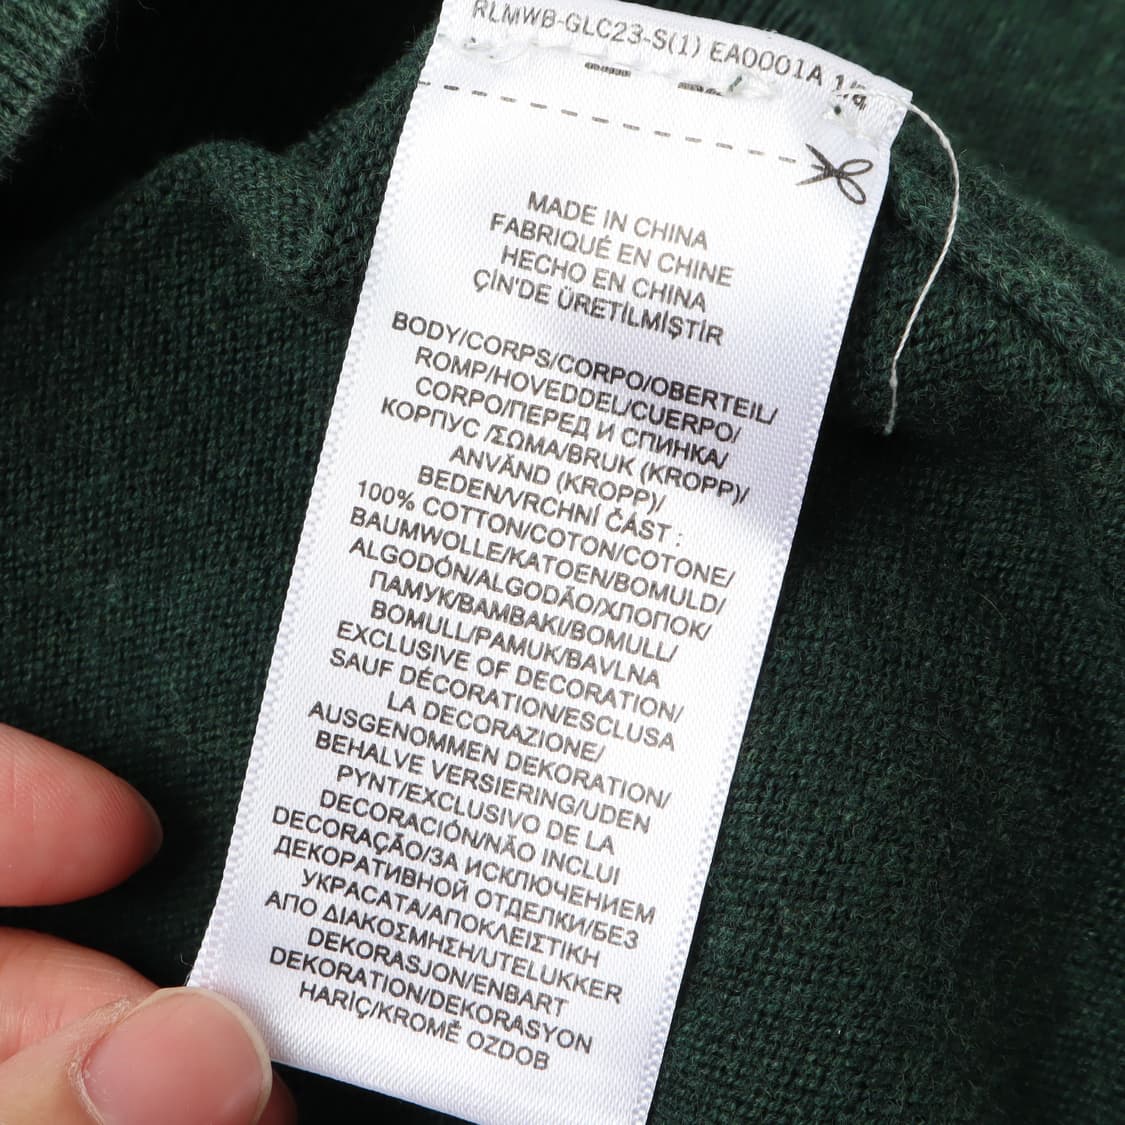 RLMWB-GLC23-S(1) EA0001A
MADE IN CHINA
FABRIQUÉ EN CHINE
HECHO EN CHINA
ÇİN'DE ÜRETİLMİŞTİR
BODY/CORPS/CORPO/OBERTEIL/
ROMP/HOVEDDEL/CUERPO/
CORPO/ПЕРЕД И СПИНКА/
КОРПУС /ΣΩΜΑ/BRUK (KROPP)/
ANVÄND (KROPP)/
BEDEN/VRCHNÍ ČÁST :
100% COTTON/COTON/COTONE/
BAUMWOLLE/KATOEN/BOMULD/
ALGODÓN/ALGODÃO/ХЛОПОК/
ПАМУК/ΒΑΜΒΑΚΙ/BOMULL/
BOMULL/PAMUK/BAVLNA
EXCLUSIVE OF DECORATION/
SAUF DÉCORATION/ESCLUSA
LA DECORAZIONE/
AUSGENOMMEN DEKORATION/
BEHALVE VERSIERING/UDEN
PYNT/EXCLUSIVO DE LA
DECORACIÓN/NÃO INCLUI
DECORAÇÃO/ЗА ИСКЛЮЧЕНИЕМ
ДЕКОРАТИВНОЙ ОТДЕЛКИ/БЕЗ
УКРАСАТА/ΑΠΟΚΛΕΙΣΤΙΚΗ
ΑΠΟ ΔΙΑΚΟΣΜΗΣΗ/UTELUKKER
DEKORASJON/ENBART
DEKORATION/DEKORASYON
HARİÇ/KROMĚ OZDOB